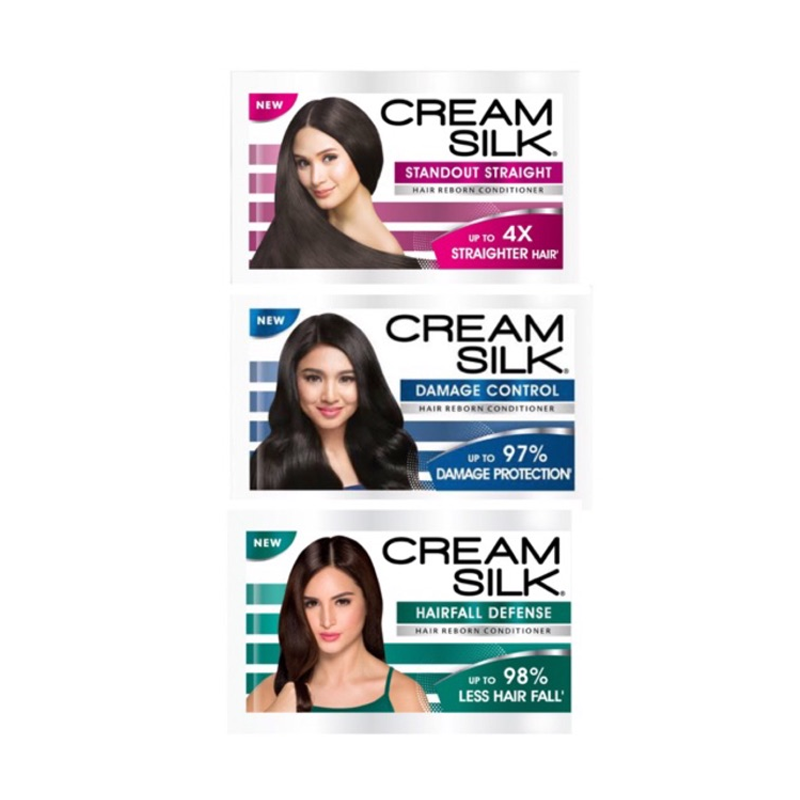 NEW
CREAM
SILK®
STANDOUT STRAIGHT
HAIR REBORN CONDITIONER
UP TO 4X
STRAIGHTER HAIR*
NEW
CREAM
SILK®
DAMAGE CONTROL
HAIR REBORN CONDITIONER
UP TO 97%
DAMAGE PROTECTION*
NEW
CREAM
SILK®
HAIRFALL DEFENSE
HAIR REBORN CONDITIONER
UP TO 98%
LESS HAIR FALL*